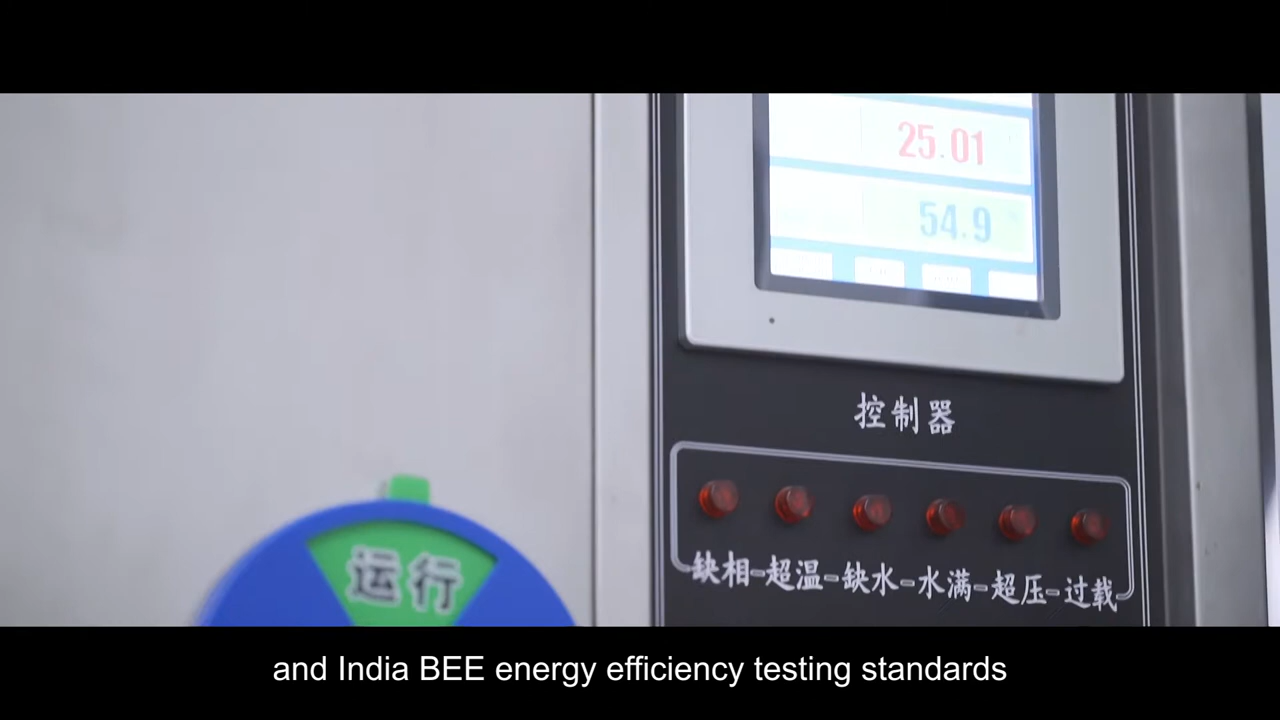 25.01
54.9
控制器
缺相-超温-缺水-水满-超压-过载
运行
and India BEE energy efficiency testing standards